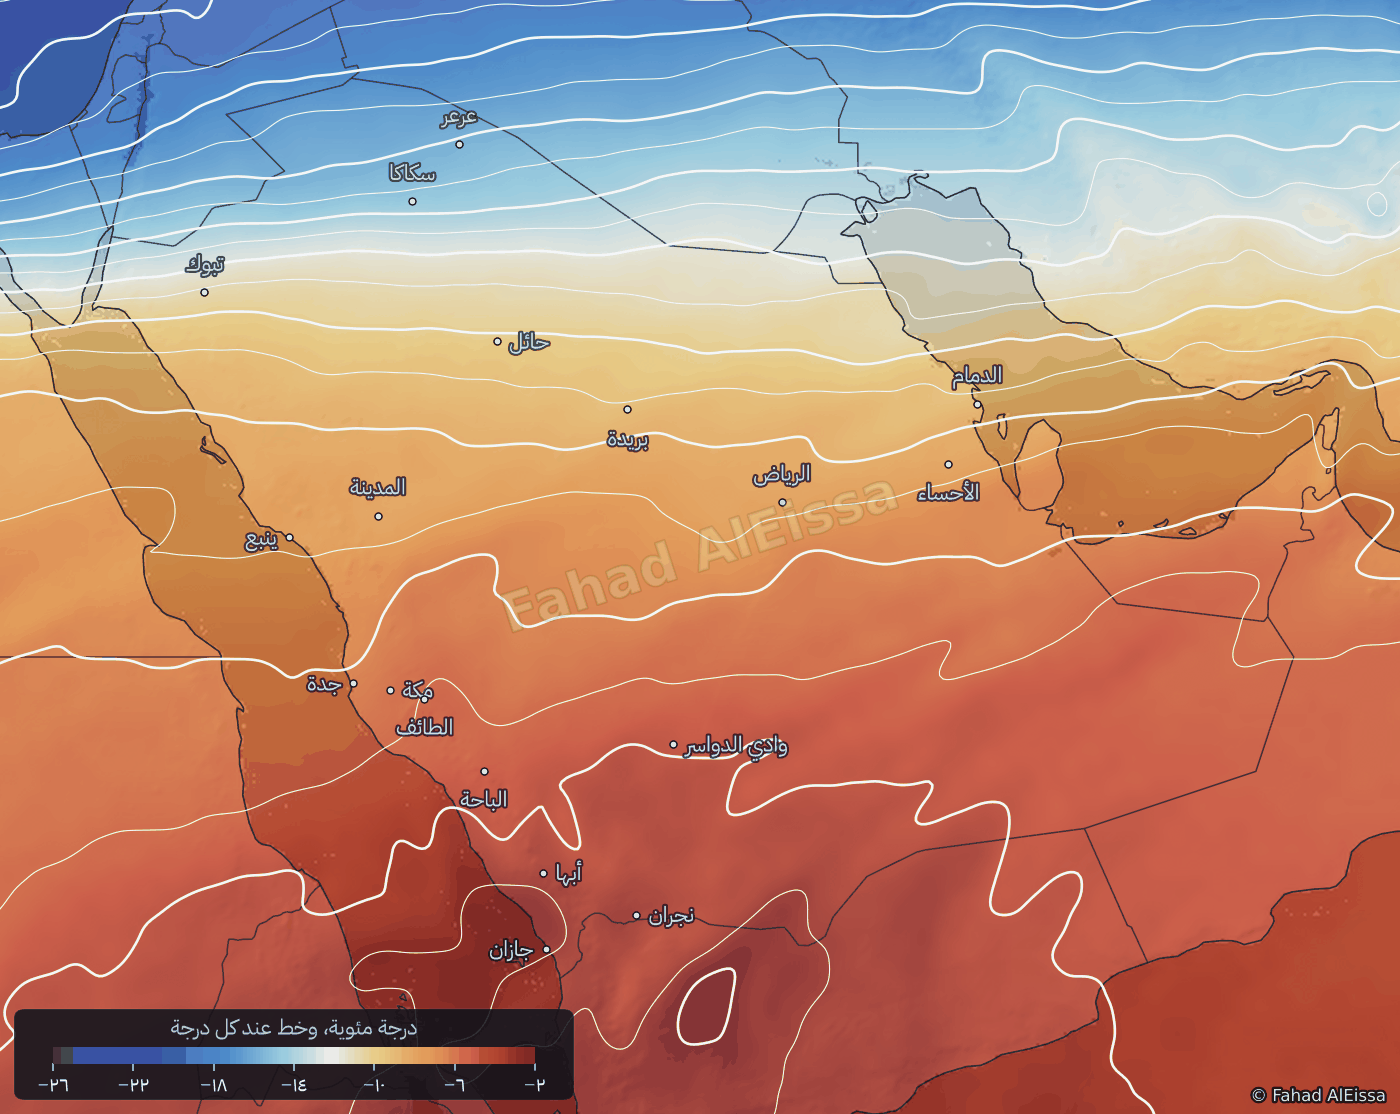 عرعر
سكاكا
تبوك
حائل
الدمام
بريدة
الرياض
الأحساء
المدينة
ينبع
Fahad AlEissa
جدة
مكة
الطائف
وادي الدواسر
الباحة
أبها
نجران
جازان
درجة مئوية، وخط عند كل درجة
−٢٦ −٢٢ −١٨ −١٤ −١٠ −٦ −٢
© Fahad AlEissa